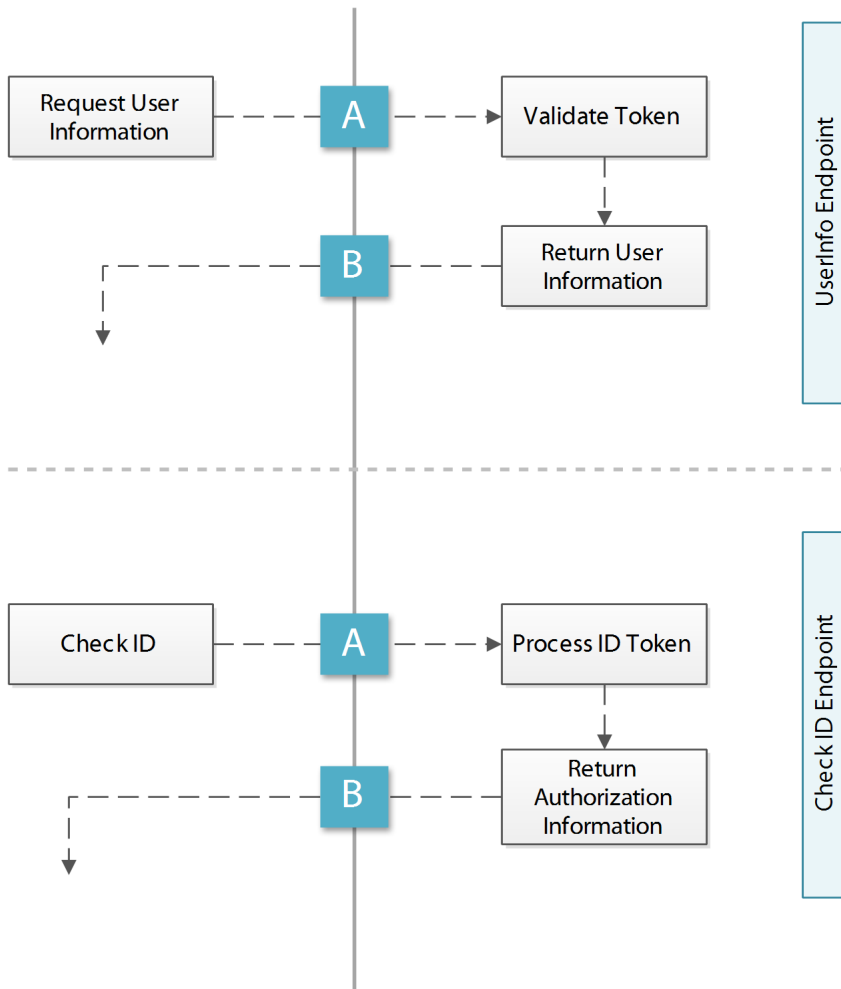 Request User
Information
A
Validate Token
B
Return User
Information
UserInfo Endpoint
Check ID
A
Process ID Token
B
Return
Authorization
Information
Check ID Endpoint